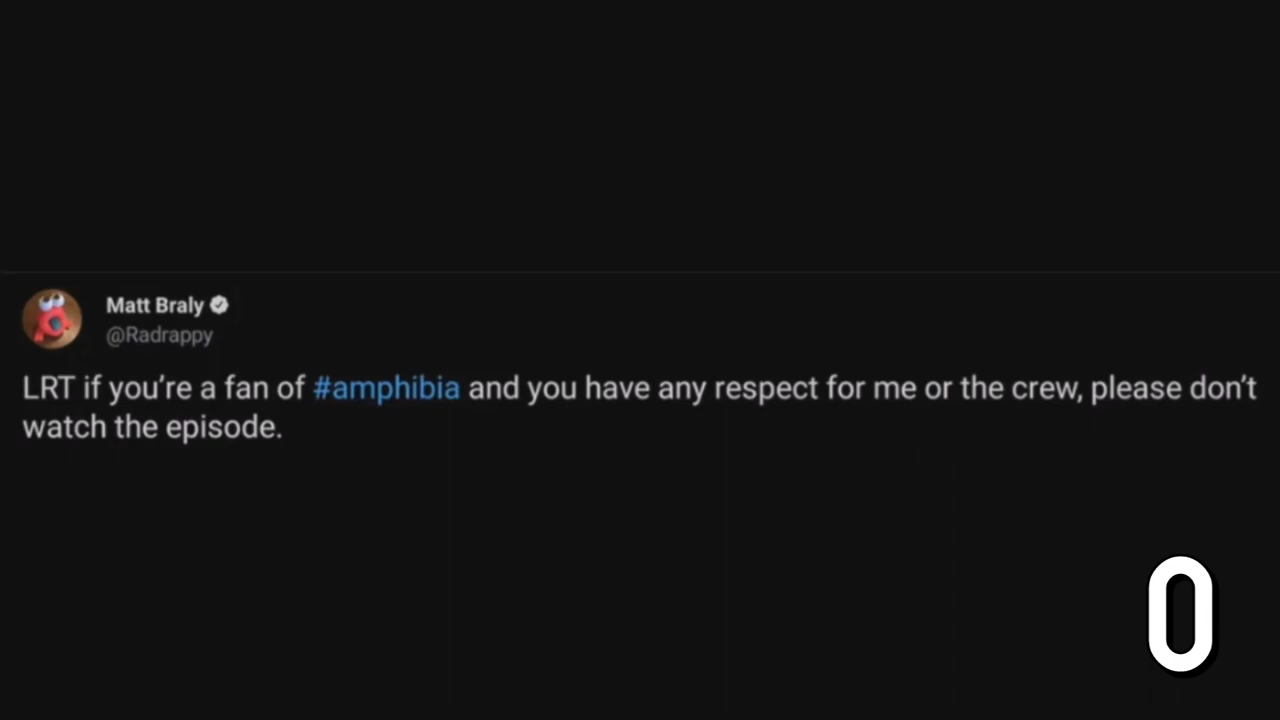 Matt Braly
@Radrappy
LRT if you’re a fan of #amphibia and you have any respect for me or the crew, please don’t
watch the episode.
0